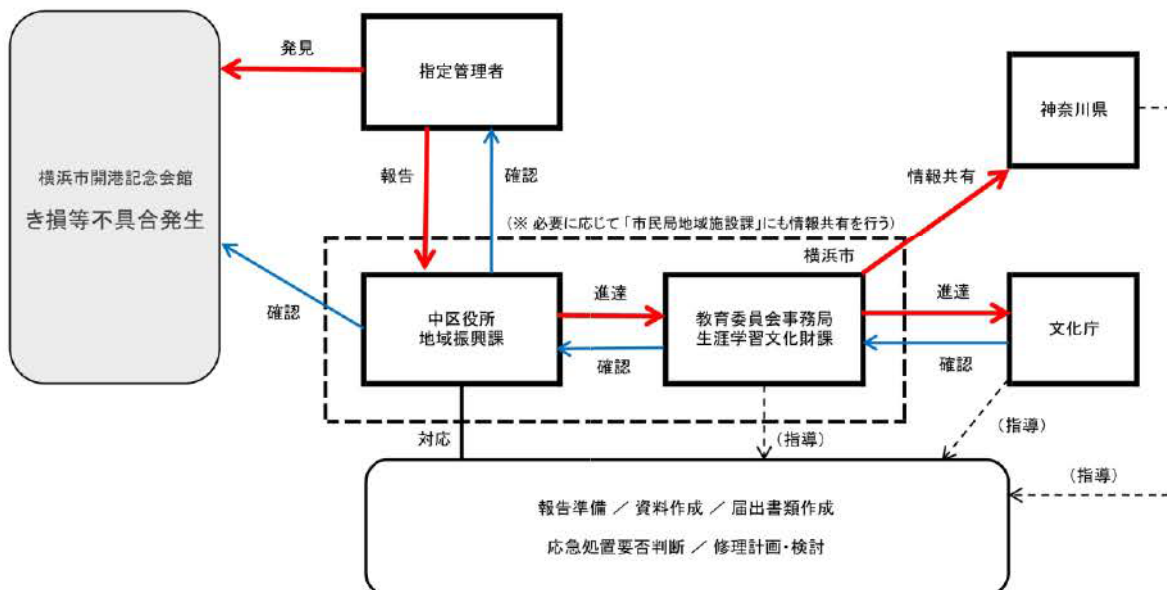 発見
指定管理者
神奈川県
横浜市開港記念会館
き損等不具合発生
報告
確認
情報共有
(※ 必要に応じて「市民局地域施設課」にも情報共有を行う)
横浜市
確認
中区役所
地域振興課
進達
確認
教育委員会事務局
生涯学習文化財課
進達
確認
文化庁
対応
(指導)
(指導)
(指導)
報告準備 / 資料作成 / 届出書類作成
応急処置要否判断 / 修理計画・検討